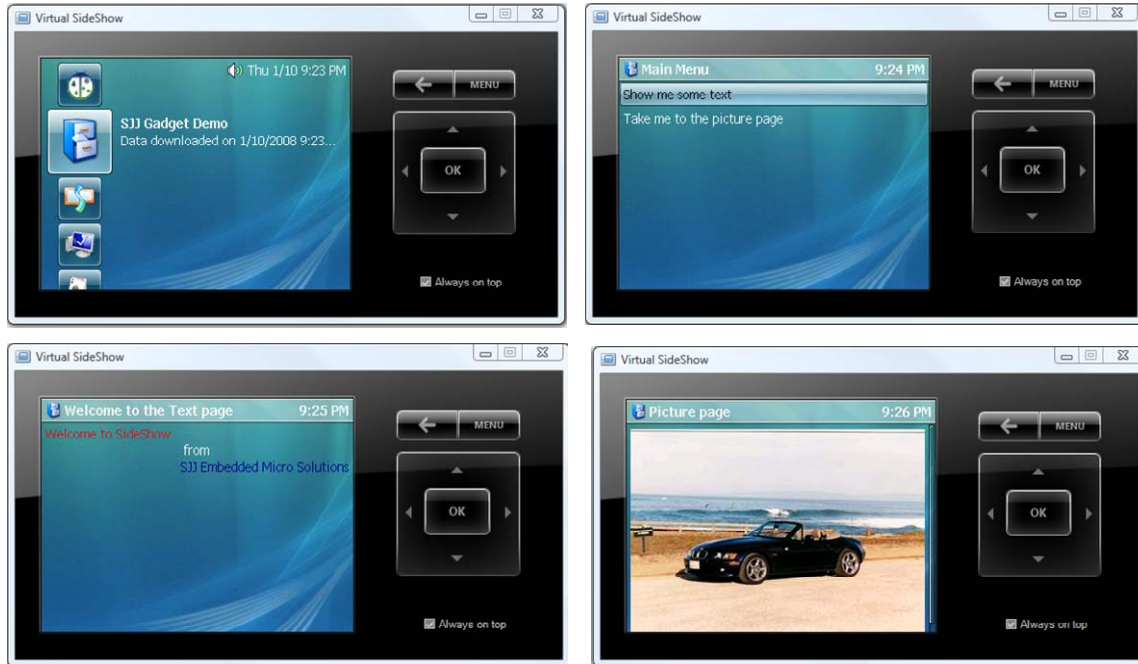 Virtual SideShow
Thu 1/10 9:23 PM
SJJ Gadget Demo
Data downloaded on 1/10/2008 9:23...
MENU
OK
Always on top
Virtual SideShow
Main Menu 9:24 PM
Show me some text
Take me to the picture page
MENU
OK
Always on top
Virtual SideShow
Welcome to the Text page 9:25 PM
Welcome to SideShow
from
SJJ Embedded Micro Solutions
MENU
OK
Always on top
Virtual SideShow
Picture page 9:26 PM
MENU
OK
Always on top